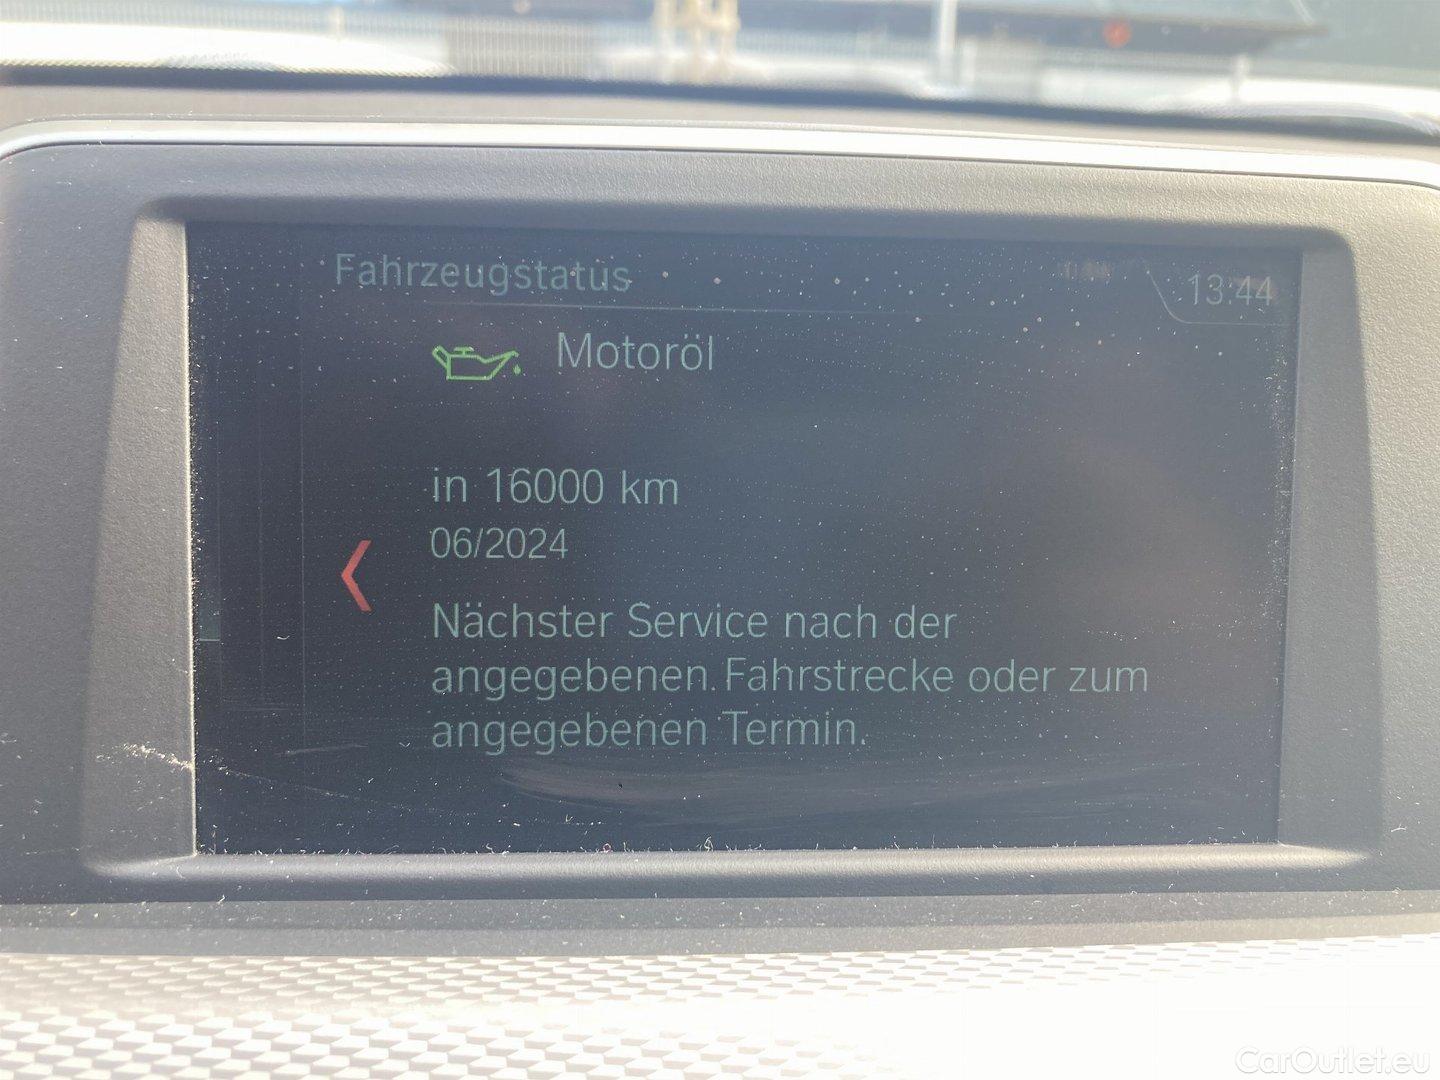 Fahrzeugstatus
13:44
Motoröl
in 16000 km
06/2024
Nächster Service nach der
angegebenen Fahrstrecke oder zum
angegebenen Termin.
CarOutlet.eu